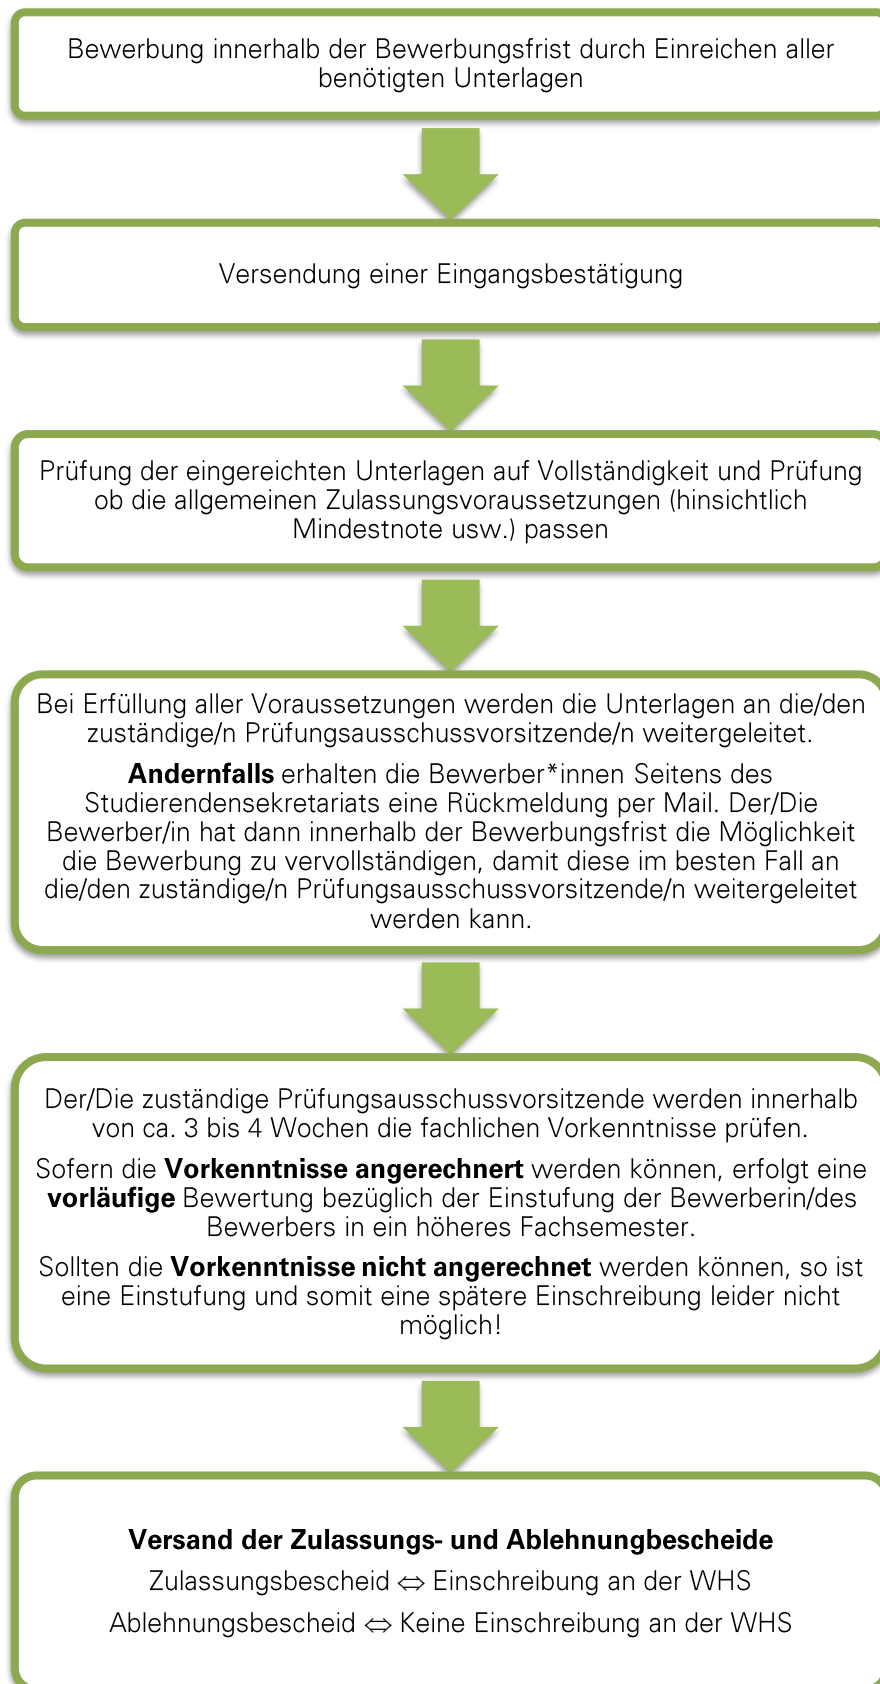 Bewerbung innerhalb der Bewerbungsfrist durch Einreichen aller
benötigten Unterlagen
Versendung einer Eingangsbestätigung
Prüfung der eingereichten Unterlagen auf Vollständigkeit und Prüfung
ob die allgemeinen Zulassungsvoraussetzungen (hinsichtlich
Mindestnote usw.) passen
Bei Erfüllung aller Voraussetzungen werden die Unterlagen an die/den
zuständige/n Prüfungsausschussvorsitzende/n weitergeleitet.
Andernfalls erhalten die Bewerber*innen Seitens des
Studierendensekretariats eine Rückmeldung per Mail. Der/Die
Bewerber/in hat dann innerhalb der Bewerbungsfrist die Möglichkeit
die Bewerbung zu vervollständigen, damit diese im besten Fall an
die/den zuständige/n Prüfungsausschussvorsitzende/n weitergeleitet
werden kann.
Der/Die zuständige Prüfungsausschussvorsitzende werden innerhalb
von ca. 3 bis 4 Wochen die fachlichen Vorkenntnisse prüfen.
Sofern die Vorkenntnisse angerechnert werden können, erfolgt eine
vorläufige Bewertung bezüglich der Einstufung der Bewerberin/des
Bewerbers in ein höheres Fachsemester.
Sollten die Vorkenntnisse nicht angerechnet werden können, so ist
eine Einstufung und somit eine spätere Einschreibung leider nicht
möglich!
Versand der Zulassungs- und Ablehnungbescheide
Zulassungsbescheid ⇔ Einschreibung an der WHS
Ablehnungsbescheid ⇔ Keine Einschreibung an der WHS